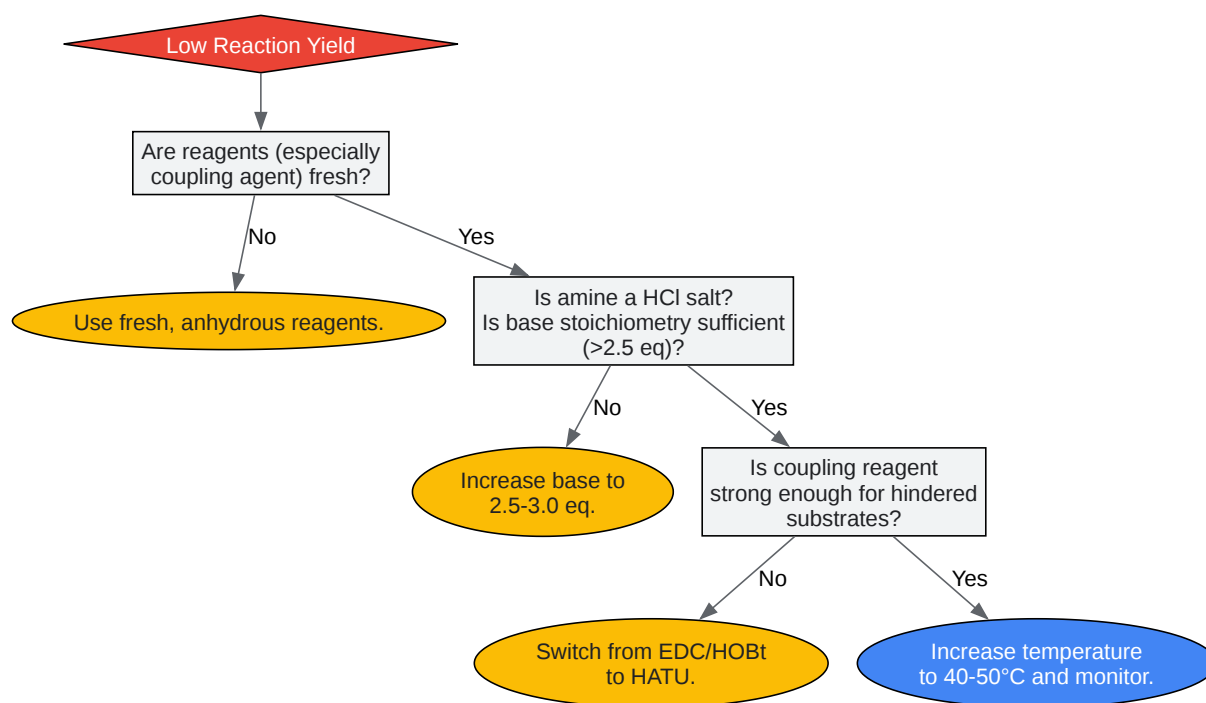 Low Reaction Yield
Are reagents (especially
coupling agent) fresh?
No
Yes
Use fresh, anhydrous reagents.
Is amine a HCl salt?
Is base stoichiometry sufficient
(>2.5 eq)?
No
Yes
Increase base to
2.5-3.0 eq.
Is coupling reagent
strong enough for hindered
substrates?
No
Yes
Switch from EDC/HOBt
to HATU.
Increase temperature
to 40-50°C and monitor.